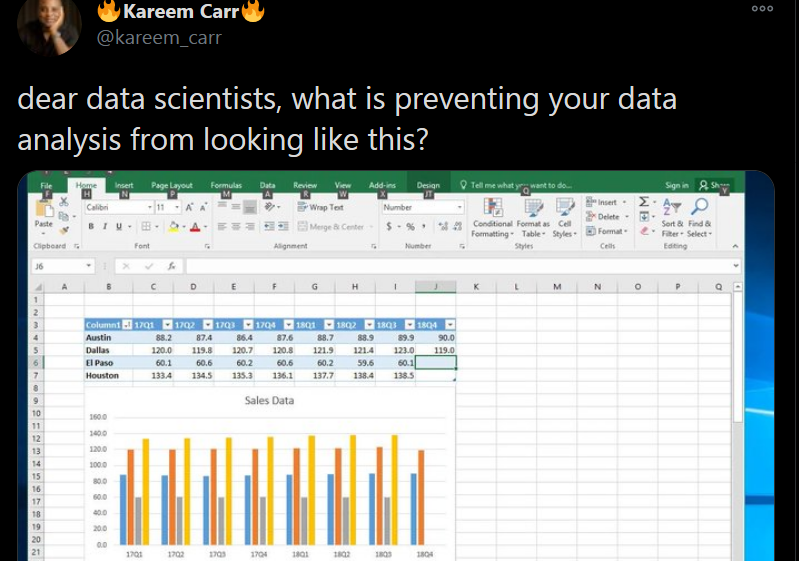 🔥Kareem Carr🔥
@kareem_carr
dear data scientists, what is preventing your data
analysis from looking like this?
File Home Insert Page Layout Formulas Data Review View Add-ins Design Tell me what you want to do... Sign in
F H N P M A R W X JT Q Y
Calibri 11 A A Wrap Text Number Insert
Paste B I U A Merge & Center $ % , Conditional Format as Cell Delete Sort & Find &
Formatting Table Styles Format Filter Select
Clipboard Font Alignment Number Styles Cells Editing
J6 fx
A B C D E F G H I J K L M N O P Q
1
2
3 Column1 17Q1 17Q2 17Q3 17Q4 18Q1 18Q2 18Q3 18Q4
4 Austin 88.2 87.4 86.4 87.6 88.7 88.9 89.9 90.0
5 Dallas 120.0 119.8 120.7 120.8 121.9 121.4 123.0 119.0
6 El Paso 60.1 60.6 60.2 60.6 60.2 59.6 60.1
7 Houston 133.4 134.5 135.3 136.1 137.7 138.4 138.5
8
9 Sales Data
10 160.0
11
12 140.0
13 120.0
14 100.0
15 80.0
16
17 60.0
18 40.0
19
20 20.0
21 0.0
17Q1 17Q2 17Q3 17Q4 18Q1 18Q2 18Q3 18Q4